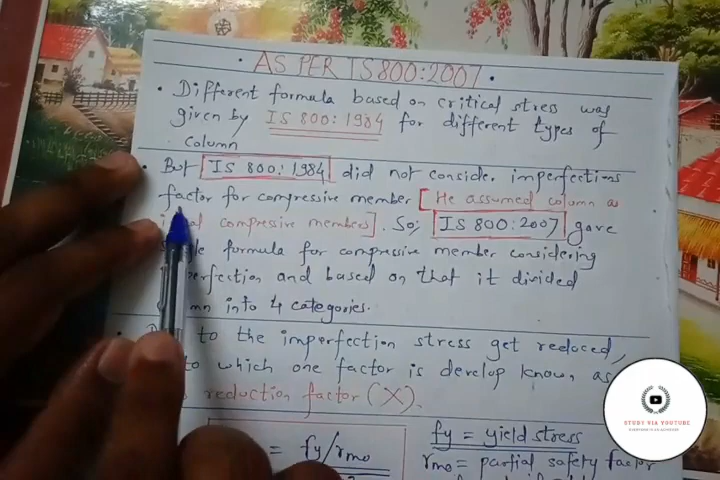 • AS PER IS 800:2007 •
• Different formula based on critical stress was
given by IS 800:1984 for different types of
column
• But IS 800:1984 did not consider imperfections
factor for compressive member [He assumed column as
compressive members]. So, IS 800:2007 gave
formula for compressive member considering
and based on that it divided
into 4 categories.
to the imperfection stress get reduced,
to which one factor is develop know, as
reduction factor (X).
= fy/rmo
fy = yield stress
rmo = partial safety factor
STUDY VIA YOUTUBE